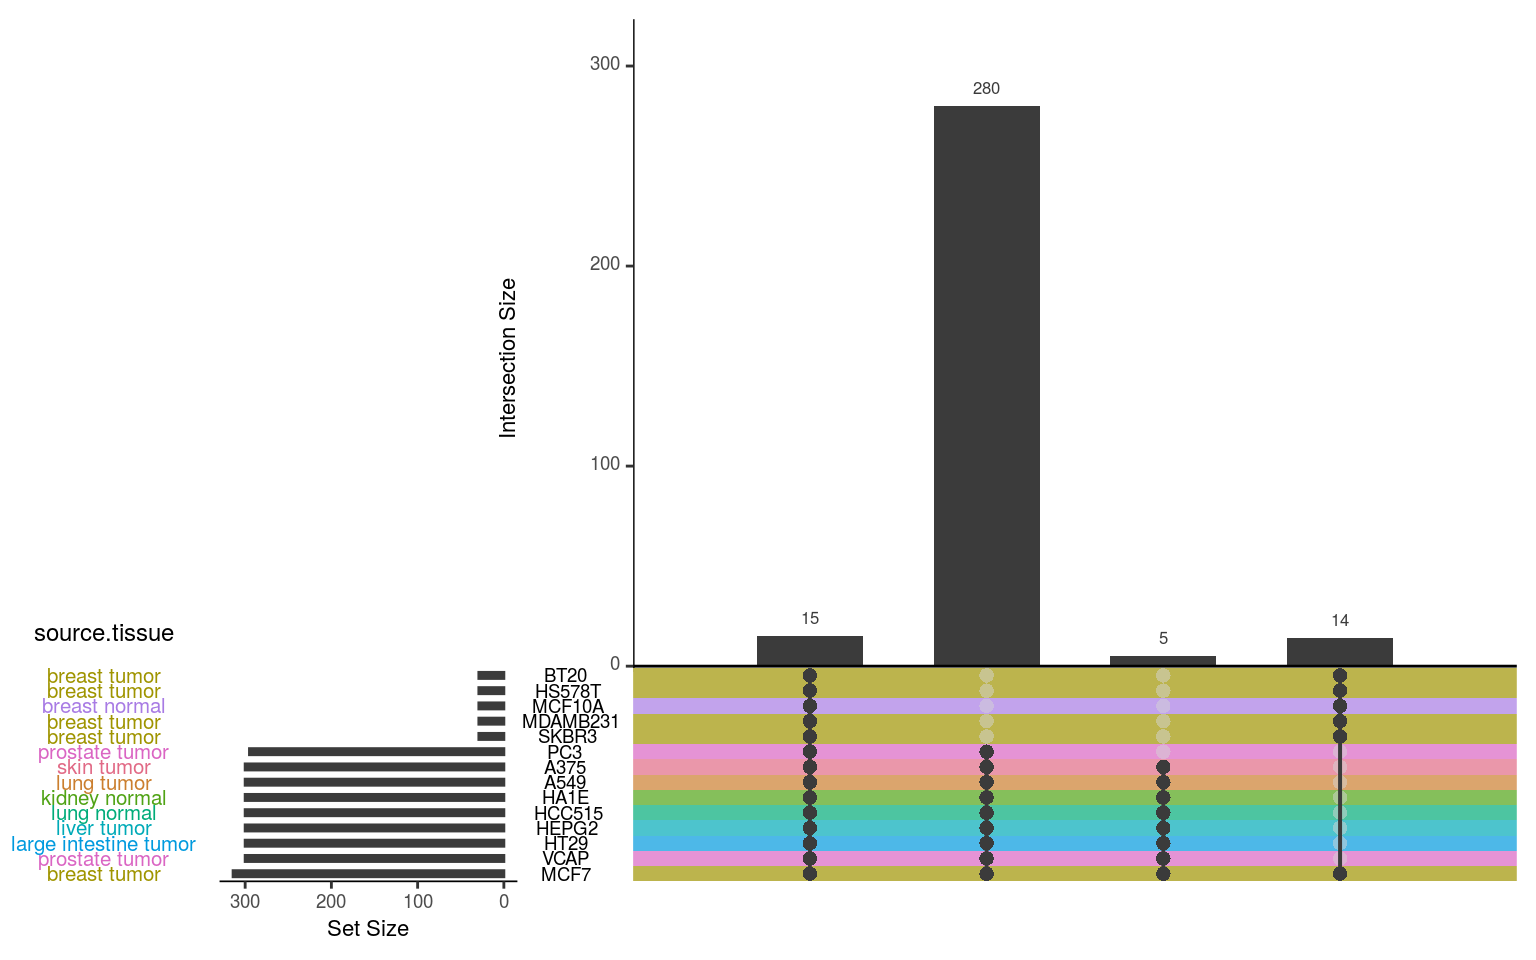 300
280
200
Intersection Size
100
15
5
14
0
source.tissue
breast tumor BT20
breast tumor HS578T
breast normal MCF10A
breast tumor MDAMB231
breast tumor SKBR3
prostate tumor PC3
skin tumor A375
lung tumor A549
kidney normal HA1E
lung normal HCC515
liver tumor HEPG2
large intestine tumor HT29
prostate tumor VCAP
breast tumor MCF7
300 200 100 0
Set Size